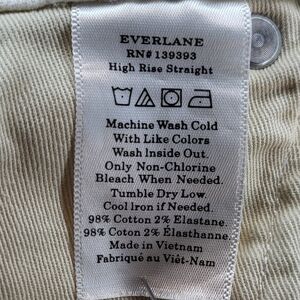 EVERLANE
RN# 139393
High Rise Straight
Machine Wash Cold
With Like Colors
Wash Inside Out.
Only Non-Chlorine
Bleach When Needed.
Tumble Dry Low
Cool Iron if Needed
98% Cotton 2% Elastane
98% Cotton 2% Élasthanne
Made in Vietnam
Fabriqué au Viêt-Nam